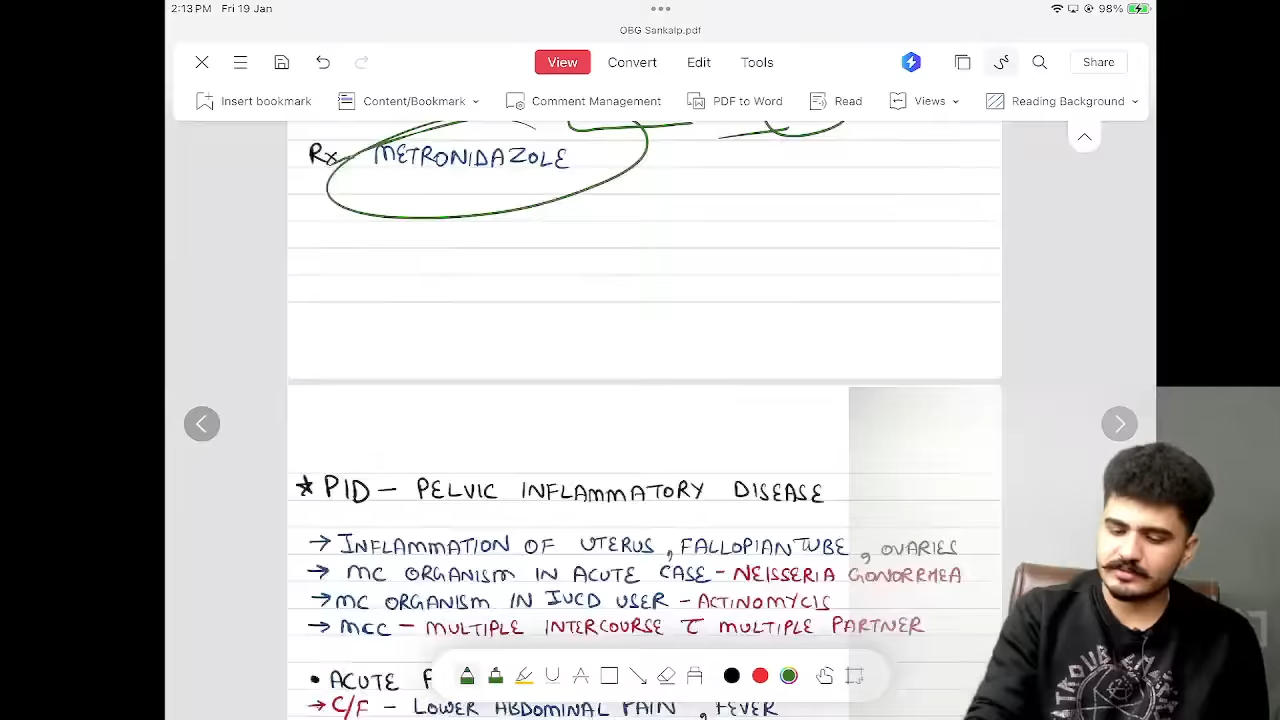 2:13 PM Fri 19 Jan
98%
OBG Sankalp.pdf
View Convert Edit Tools
Share
Insert bookmark Content/Bookmark Comment Management PDF to Word Read Views Reading Background
Rx METRONIDAZOLE
* PID - PELVIC INFLAMMATORY DISEASE
→ INFLAMMATION OF UTERUS, FALLOPIAN TUBE, OVARIES
→ MC ORGANISM IN ACUTE CASE - NEISSERIA GONORRHEA
→ MC ORGANISM IN IUCD USER - ACTINOMYCIS
→ MCC - MULTIPLE INTERCOURSE C̄ MULTIPLE PARTNER
• ACUTE
→ C/F - LOWER ABDOMINAL PAIN, FEVER